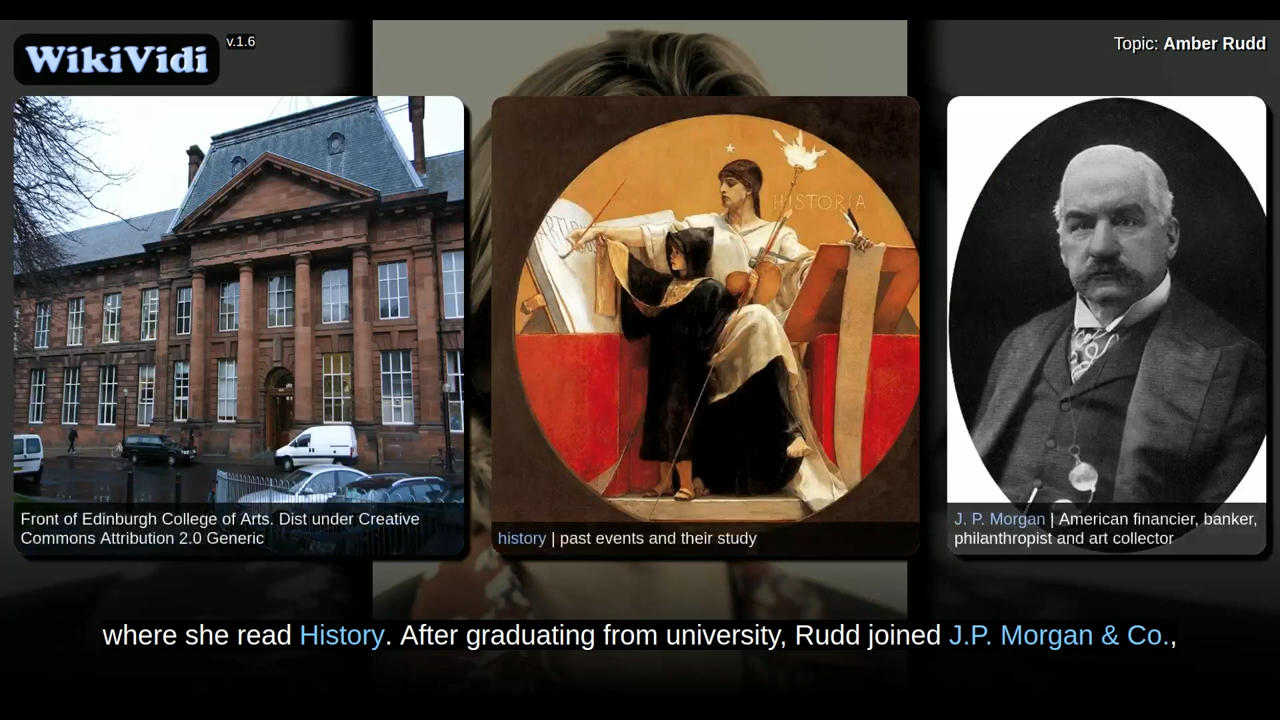 WikiVidi
v.1.6
Topic: Amber Rudd
HISTORIA
Front of Edinburgh College of Arts. Dist under Creative
Commons Attribution 2.0 Generic
history | past events and their study
J. P. Morgan | American financier, banker,
philanthropist and art collector
where she read History. After graduating from university, Rudd joined J.P. Morgan & Co.,